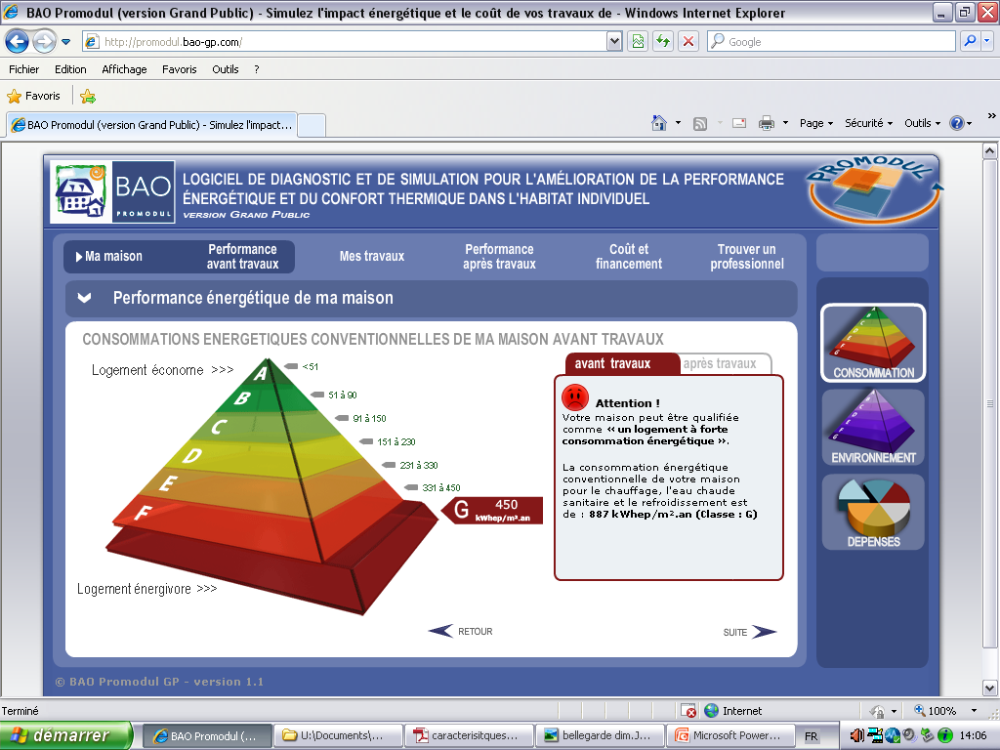 BAO Promodul (version Grand Public) - Simulez l'impact énergétique et le coût de vos travaux de - Windows Internet Explorer
http://promodul.bao-gp.com/
Google
Fichier Edition Affichage Favoris Outils ?
Favoris
BAO Promodul (version Grand Public) - Simulez l'impact...
Page Sécurité Outils
BAO
PROMODUL
LOGICIEL DE DIAGNOSTIC ET DE SIMULATION POUR L'AMÉLIORATION DE LA PERFORMANCE
ÉNERGÉTIQUE ET DU CONFORT THERMIQUE DANS L'HABITAT INDIVIDUEL
VERSION GRAND PUBLIC
PROMODUL
Ma maison
Performance
avant travaux
Mes travaux
Performance
après travaux
Coût et
financement
Trouver un
professionnel
Performance énergétique de ma maison
CONSOMMATIONS ENERGETIQUES CONVENTIONNELLES DE MA MAISON AVANT TRAVAUX
Logement économe >>>
A <51
B 51 à 90
C 91 à 150
D 151 à 230
E 231 à 330
F 331 à 450
G 450
kWhep/m².an
Logement énergivore >>>
avant travaux après travaux
Attention !
Votre maison peut être qualifiée
comme « un logement à forte
consommation énergétique ».
La consommation énergétique
conventionnelle de votre maison
pour le chauffage, l'eau chaude
sanitaire et le refroidissement est
de : 887 kWhep/m².an (Classe : G)
RETOUR
SUITE
CONSOMMATION
ENVIRONNEMENT
DEPENSES
© BAO Promodul GP - version 1.1
Terminé Internet 100%
démarrer BAO Promodul (... U:\Documents\... caracterisitques... bellegarde dim.J... Microsoft Power... FR 14:06